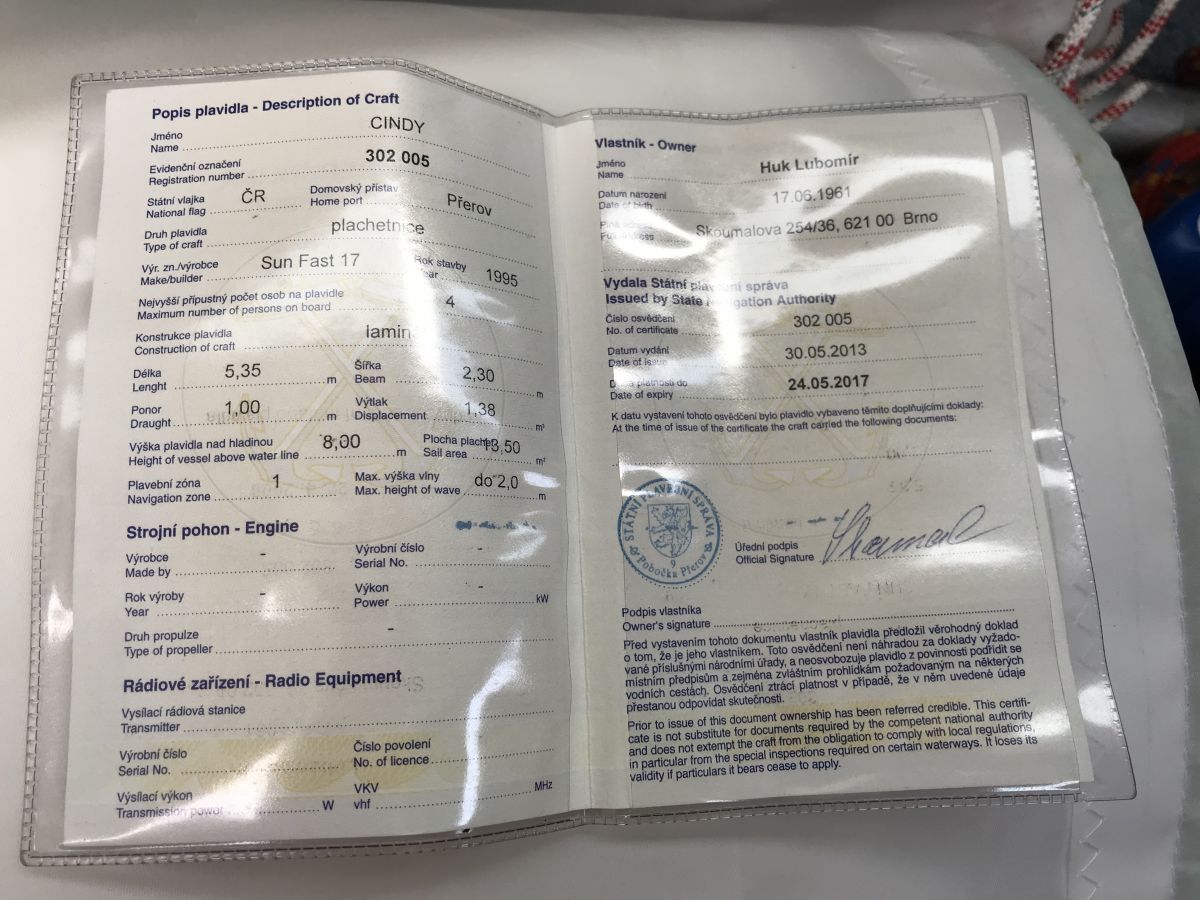 Popis plavidla - Description of Craft
Jméno
Name CINDY
Evidenční označení
Registration number 302 005
Státní vlajka
National flag ČR
Domovský přístav
Home port Přerov
Druh plavidla
Type of craft plachetnice
Výr. zn./výrobce
Make/builder Sun Fast 17
Rok stavby
Year 1995
Nejvyšší přípustný počet osob na plavidle
Maximum number of persons on board 4
Konstrukce plavidla
Construction of craft
Délka
Lenght 5,35 m
Šířka
Beam 2,30 m
Ponor
Draught 1,00 m
Výtlak
Displacement 1,38 m³
Výška plavidla nad hladinou
Height of vessel above water line 8,00 m
Plocha plachet
Sail area 13,50 m²
Plavební zóna
Navigation zone 1
Max. výška vlny
Max. height of wave do 2,0 m
Strojní pohon - Engine
Výrobce
Made by -
Výrobní číslo
Serial No. -
Rok výroby
Year -
Výkon
Power - kW
Druh propulze
Type of propeller -
Rádiové zařízení - Radio Equipment
Vysílací rádiová stanice
Transmitter
Výrobní číslo
Serial No.
Číslo povolení
No. of licence
Vysílací výkon
Transmission power W
VKV
vhf MHz
Vlastník - Owner
Jméno
Name Huk Lubomír
Datum narození
Date of birth 17.06.1961
Skoumalova 254/36, 621 00 Brno
Vydala Státní plavební správa
Issued by State Navigation Authority
Číslo osvědčení
No. of certificate 302 005
Datum vydání
Date of issue 30.05.2013
platnosti do
Date of expiry 24.05.2017
K datu vystavení tohoto osvědčení bylo plavidlo vybaveno těmito doplňujícími doklady:
At the time of issue of the certificate the craft carried the following documents:
STÁTNÍ PLAVEBNÍ SPRÁVA
9
Pobočka Přerov
Úřední podpis
Official Signature
Podpis vlastníka
Owner's signature
Před vystavením tohoto dokumentu vlastník plavidla předložil věrohodný doklad
o tom, že je jeho vlastníkem. Toto osvědčení není náhradou za doklady vyžado-
vané příslušnými národními úřady, a neosvobozuje plavidlo z povinnosti podřídit se
místním předpisům a zejména zvláštním prohlídkám požadovaným na některých
vodních cestách. Osvědčení ztrácí platnost v případě, že v něm uvedené údaje
přestanou odpovídat skutečnosti.
Prior to issue of this document ownership has been referred credible. This certifi-
cate is not substitute for documents required by the competent national authority
and does not exempt the craft from the obligation to comply with local regulations,
in particular from the special inspections required on certain waterways. It loses its
validity if particulars it bears cease to apply.